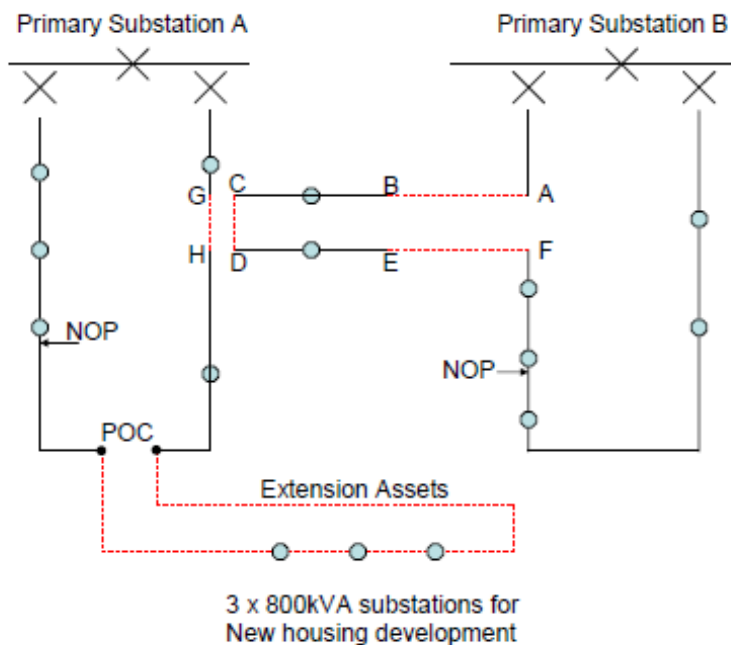 Primary Substation A
Primary Substation B
G
C
B
A
H
D
E
F
NOP
NOP
POC
Extension Assets
3 x 800kVA substations for
New housing development